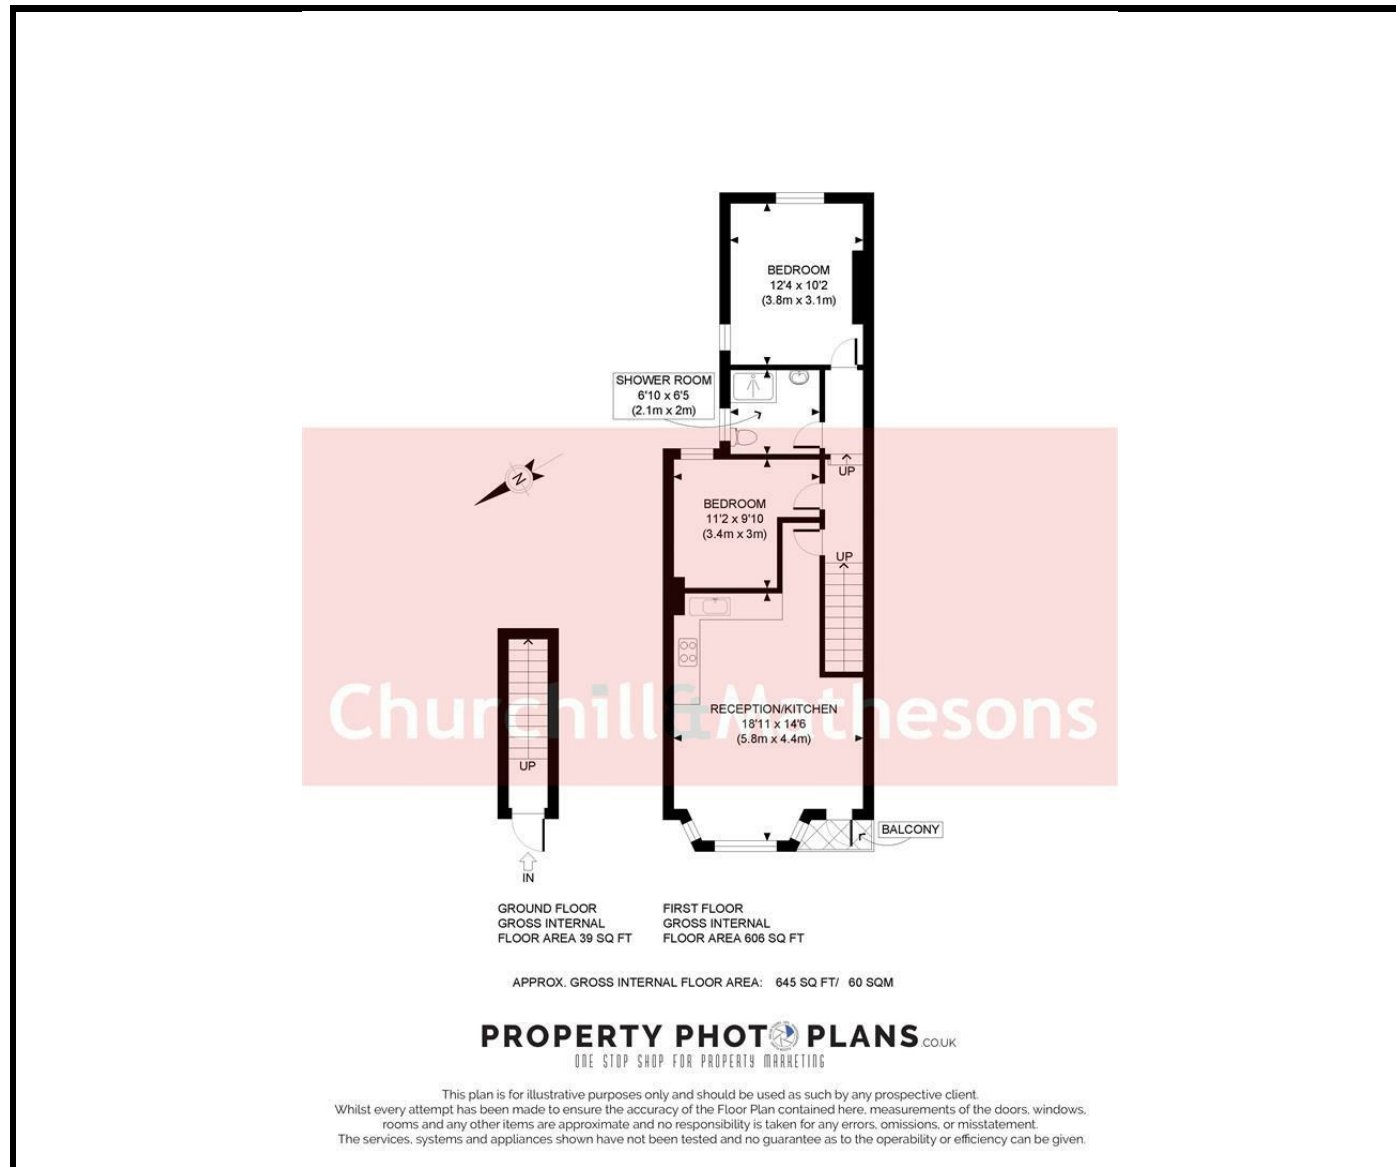 BEDROOM
12'4 x 10'2
(3.8m x 3.1m)
SHOWER ROOM
6'10 x 6'5
(2.1m x 2m)
UP
N
BEDROOM
11'2 x 9'10
(3.4m x 3m)
UP
Churchill&Mathesons
RECEPTION/KITCHEN
18'11 x 14'6
(5.8m x 4.4m)
UP
BALCONY
IN
GROUND FLOOR
GROSS INTERNAL
FLOOR AREA 39 SQ FT
FIRST FLOOR
GROSS INTERNAL
FLOOR AREA 606 SQ FT
APPROX. GROSS INTERNAL FLOOR AREA: 645 SQ FT/ 60 SQM
PROPERTY PHOTO PLANS.CO.UK
ONE STOP SHOP FOR PROPERTY MARKETING
This plan is for illustrative purposes only and should be used as such by any prospective client.
Whilst every attempt has been made to ensure the accuracy of the Floor Plan contained here, measurements of the doors, windows,
rooms and any other items are approximate and no responsibility is taken for any errors, omissions, or misstatement.
The services, systems and appliances shown have not been tested and no guarantee as to the operability or efficiency can be given.